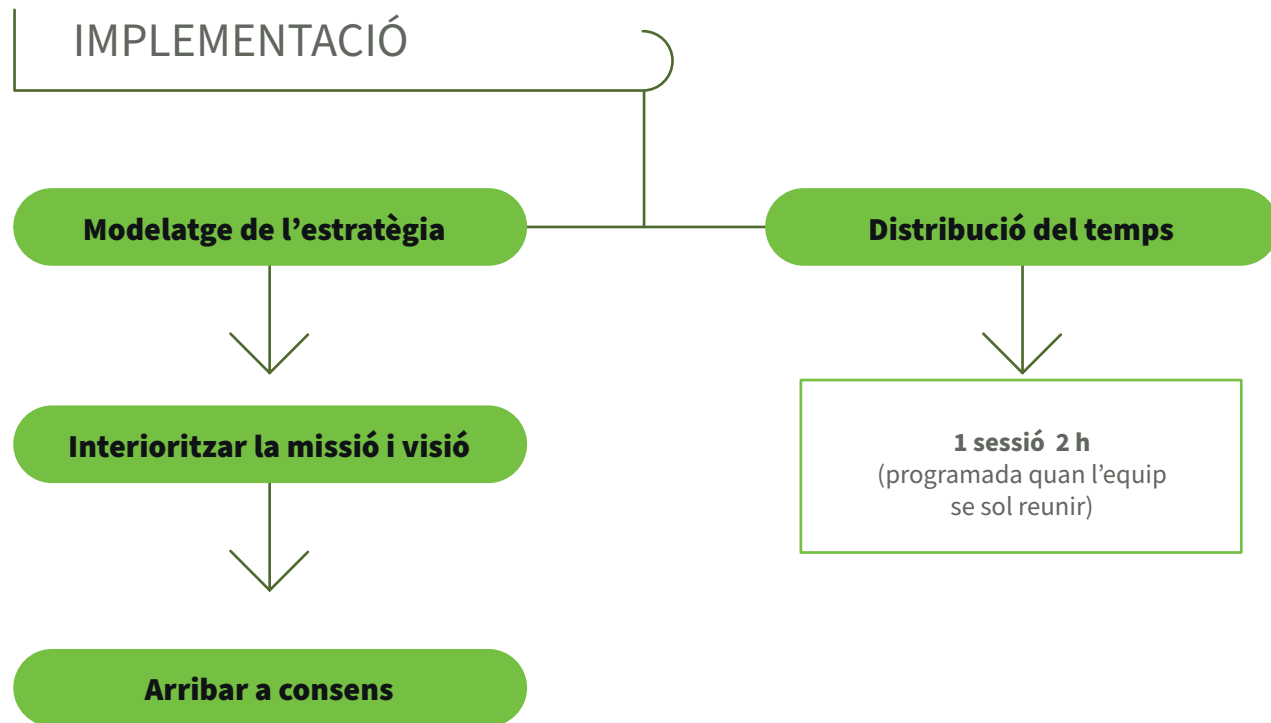 IMPLEMENTACIÓ
Modelatge de l’estratègia
Distribució del temps
Interioritzar la missió i visió
1 sessió 2 h
(programada quan l’equip
se sol reunir)
Arribar a consens